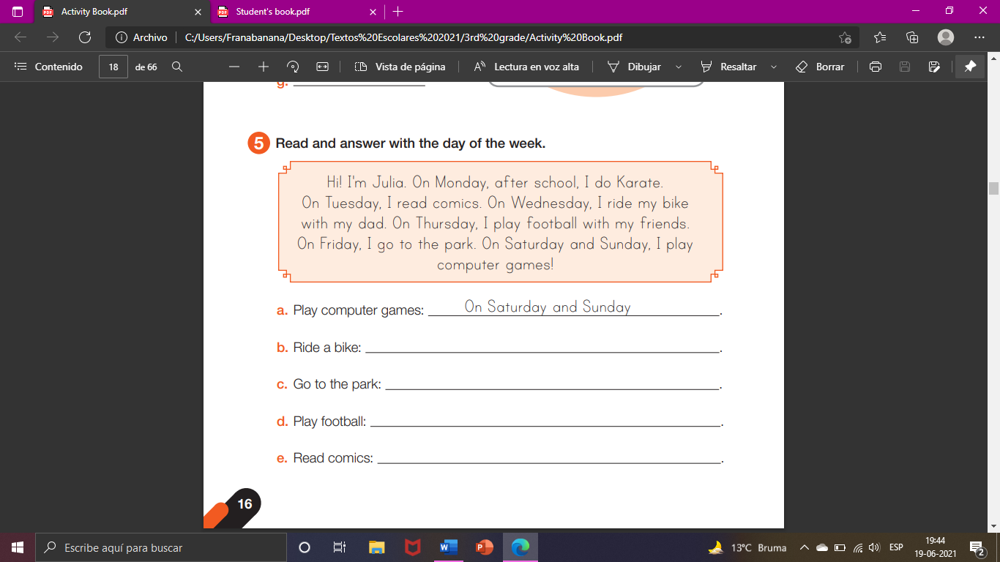 Activity Book.pdf
Student's book.pdf
Archivo
C:/Users/Franabanana/Desktop/Textos%20Escolares%202021/3rd%20grade/Activity%20Book.pdf
Contenido
18
de 66
Vista de página
Lectura en voz alta
Dibujar
Resaltar
Borrar
g.
5 Read and answer with the day of the week.
Hi! I'm Julia. On Monday, after school, I do Karate.
On Tuesday, I read comics. On Wednesday, I ride my bike
with my dad. On Thursday, I play football with my friends.
On Friday, I go to the park. On Saturday and Sunday, I play
computer games!
a. Play computer games: On Saturday and Sunday.
b. Ride a bike: .
c. Go to the park: .
d. Play football: .
e. Read comics: .
16
Escribe aquí para buscar
13°C Bruma
ESP
19:44
19-06-2021
2